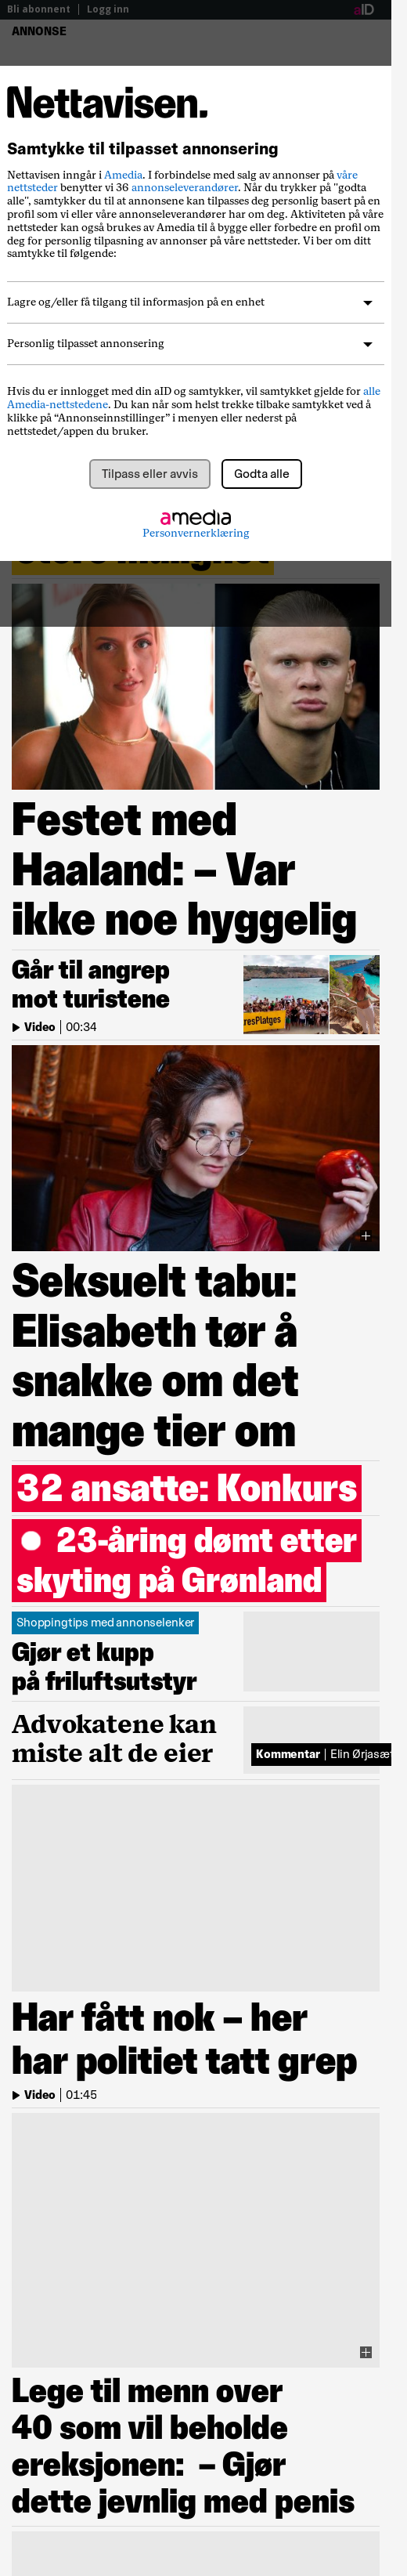 Bli abonnent | Logg inn
aID
ANNONSE
Nettavisen.
Samtykke til tilpasset annonsering
Nettavisen inngår i Amedia. I forbindelse med salg av annonser på våre
nettsteder benytter vi 36 annonseleverandører. Når du trykker på "godta
alle", samtykker du til at annonsene kan tilpasses deg personlig basert på en
profil som vi eller våre annonseleverandører har om deg. Aktiviteten på våre
nettsteder kan også brukes av Amedia til å bygge eller forbedre en profil om
deg for personlig tilpasning av annonser på våre nettsteder. Vi ber om ditt
samtykke til følgende:
Lagre og/eller få tilgang til informasjon på en enhet
Personlig tilpasset annonsering
Hvis du er innlogget med din aID og samtykker, vil samtykket gjelde for alle
Amedia-nettstedene. Du kan når som helst trekke tilbake samtykket ved å
klikke på “Annonseinnstillinger” i menyen eller nederst på
nettstedet/appen du bruker.
Tilpass eller avvis
Godta alle
amedia
Personvernerklæring
Festet med
Haaland: – Var
ikke noe hyggelig
Går til angrep
mot turistene
Video | 00:34
resPlatges
Seksuelt tabu:
Elisabeth tør å
snakke om det
mange tier om
32 ansatte: Konkurs
23-åring dømt etter
skyting på Grønland
Shoppingtips med annonselenker
Gjør et kupp
på friluftsutstyr
Advokatene kan
miste alt de eier
Kommentar | Elin Ørjasæt
Har fått nok – her
har politiet tatt grep
Video | 01:45
Lege til menn over
40 som vil beholde
ereksjonen: – Gjør
dette jevnlig med penis